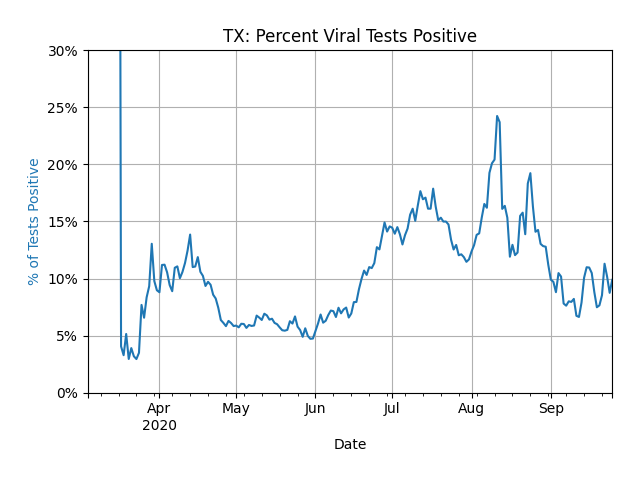 TX: Percent Viral Tests Positive
30%
25%
20%
15%
10%
5%
0%
% of Tests Positive
Apr May Jun Jul Aug Sep
2020
Date